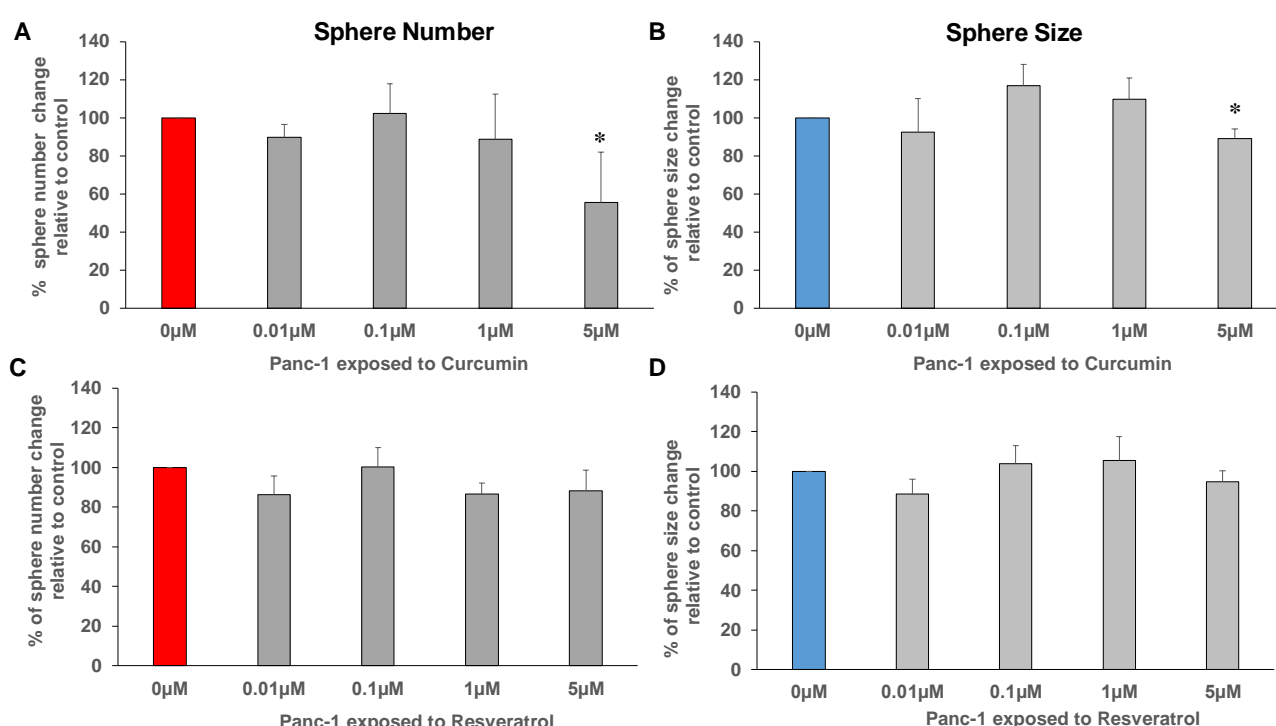 A
Sphere Number
% sphere number change
relative to control
140
120
100
80
60
40
20
0
*
0µM 0.01µM 0.1µM 1µM 5µM
Panc-1 exposed to Curcumin
B
Sphere Size
% of sphere size change
relative to control
140
120
100
80
60
40
20
0
*
0µM 0.01µM 0.1µM 1µM 5µM
Panc-1 exposed to Curcumin
C
% of sphere number change
relative to control
140
120
100
80
60
40
20
0
0µM 0.01µM 0.1µM 1µM 5µM
Panc-1 exposed to Resveratrol
D
% of sphere size change
relative to control
140
120
100
80
60
40
20
0
0µM 0.01µM 0.1µM 1µM 5µM
Panc-1 exposed to Resveratrol